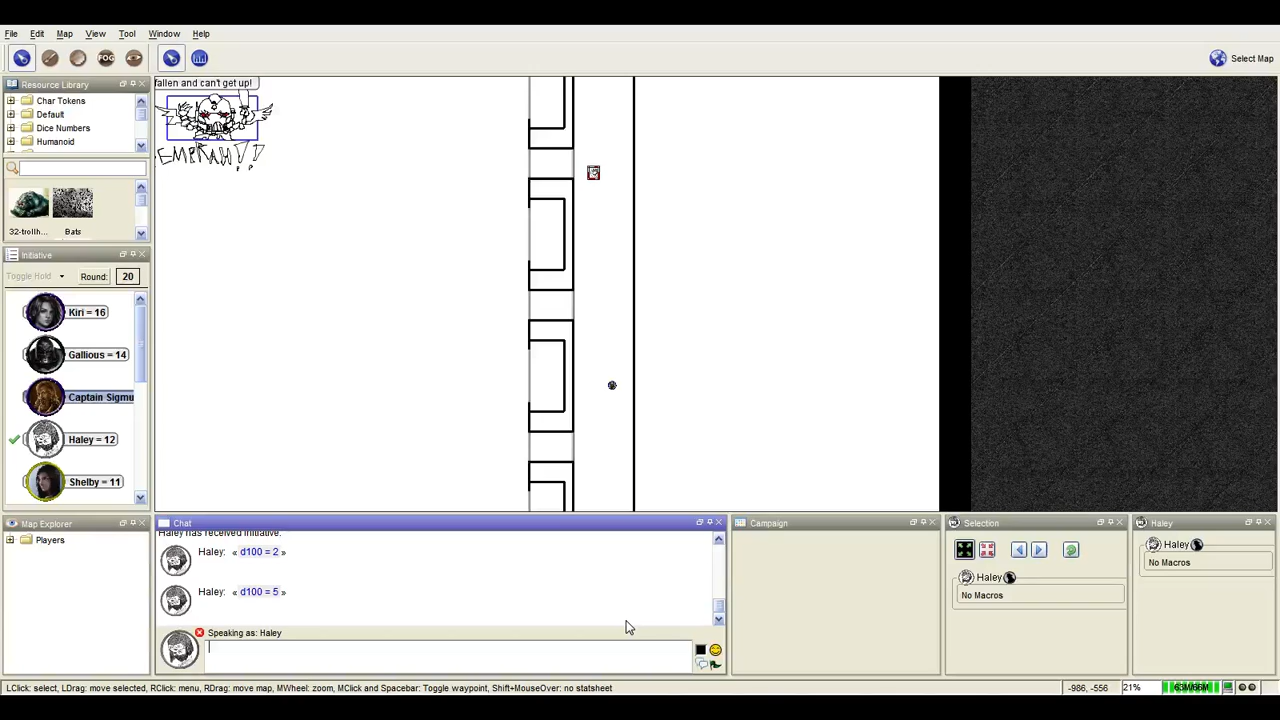 File Edit Map View Tool Window Help
FOG
Select Map
Resource Library
fallen and can't get up!
Char Tokens
Default
Dice Numbers
Humanoid
32-trollh...
Bats
Initiative
Toggle Hold
Round: 20
Kiri = 16
Gallious = 14
Captain Sigmu
Haley = 12
Shelby = 11
Map Explorer
Players
Chat
Haley has received initiative.
Haley: « d100 = 2 »
Haley: « d100 = 5 »
Speaking as: Haley
Campaign
Selection
Haley
No Macros
Haley
Haley
No Macros
LClick: select, LDrag: move selected, RClick: menu, RDrag: move map, MWheel: zoom, MClick and Spacebar: Toggle waypoint, Shift+MouseOver: no statsheet
-986, -556
21%
63M/66M